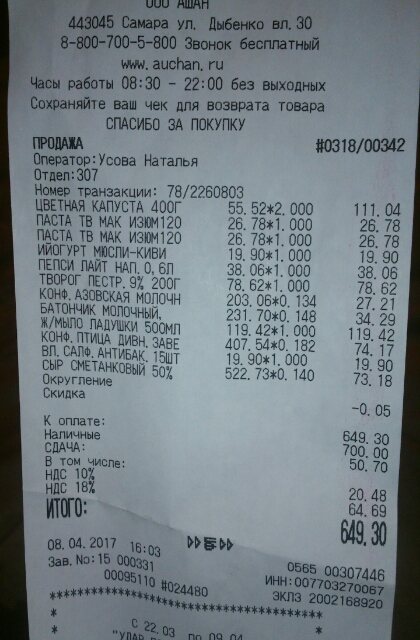 ООО АШАН
443045 Самара ул. Дыбенко вл.30
8-800-700-5-800 Звонок бесплатный
www.auchan.ru
Часы работы 08:30 - 22:00 без выходных
Сохраняйте ваш чек для возврата товара
СПАСИБО ЗА ПОКУПКУ
ПРОДАЖА #0318/00342
Оператор:Усова Наталья
Отдел:307
Номер транзакции: 78/2260803
ЦВЕТНАЯ КАПУСТА 400Г 55.52*2.000 111.04
ПАСТА ТВ МАК ИЗЮМ120 26.78*1.000 26.78
ПАСТА ТВ МАК ИЗЮМ120 26.78*1.000 26.78
ЙОГУРТ МЮСЛИ-КИВИ 19.90*1.000 19.90
ПЕПСИ ЛАЙТ НАП.0,6Л 38.06*1.000 38.06
ТВОРОГ ПЕСТР.9% 200Г 78.62*1.000 78.62
КОНФ.АЗОВСКАЯ МОЛОЧН 203.06*0.134 27.21
БАТОНЧИК МОЛОЧНЫЙ, 231.70*0.148 34.29
Ж/МЫЛО ЛАДУШКИ 500МЛ 119.42*1.000 119.42
КОНФ.ПТИЦА ДИВН.ЗАВЕ 407.54*0.182 74.17
ВЛ.САЛФ.АНТИБАК.15ШТ 19.90*1.000 19.90
СЫР СМЕТАНКОВЫЙ 50% 522.73*0.140 73.18
Округление
Скидка -0.05
К оплате: 649.30
Наличные 700.00
СДАЧА: 50.70
В том числе:
НДС 10% 20.48
НДС 18% 64.69
ИТОГО: 649.30
08.04.2017 16:03 0565 00307446
Зав.No:15 000331 ИНН:007703270067
00095110 #024480 ЭКЛЗ 2002168920
************************************
* С 22.03 по 09.04 *
* "УДАР